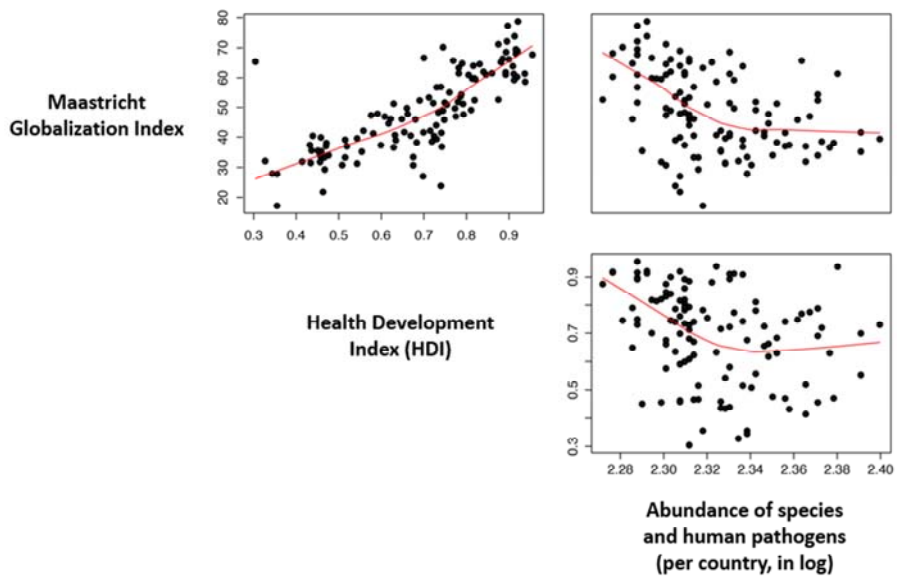 Maastricht
Globalization Index
80
70
60
50
40
30
20
0.3 0.4 0.5 0.6 0.7 0.8 0.9
Health Development
Index (HDI)
0.9
0.7
0.5
0.3
2.28 2.30 2.32 2.34 2.36 2.38 2.40
Abundance of species
and human pathogens
(per country, in log)